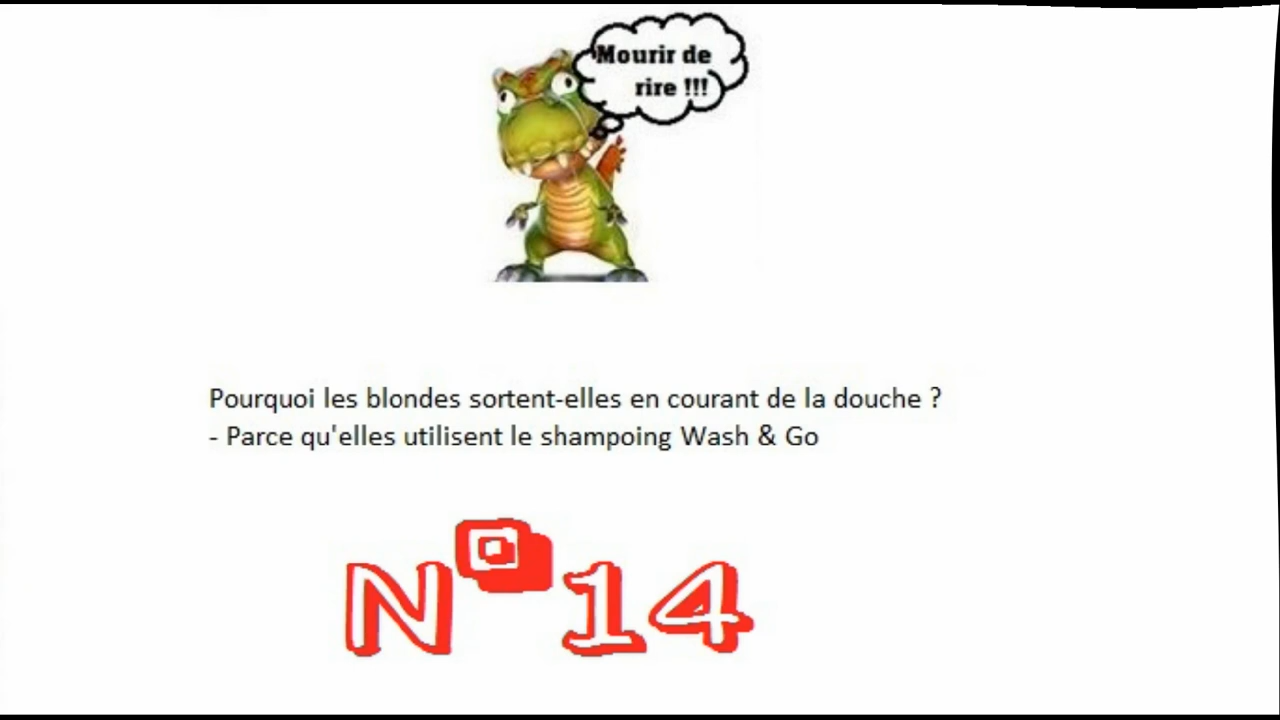 Mourir de
rire !!!
Pourquoi les blondes sortent-elles en courant de la douche ?
- Parce qu'elles utilisent le shampoing Wash & Go
N°14